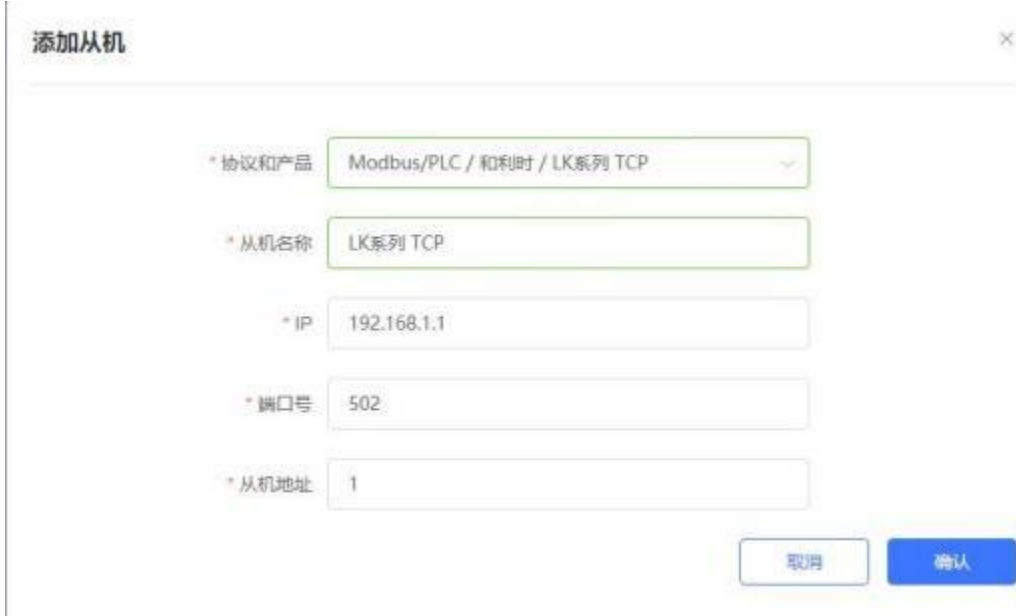 添加从机
* 协议和产品 Modbus/PLC / 和利时 / LK系列 TCP
* 从机名称 LK系列 TCP
* IP 192.168.1.1
* 端口号 502
* 从机地址 1
取消 确认